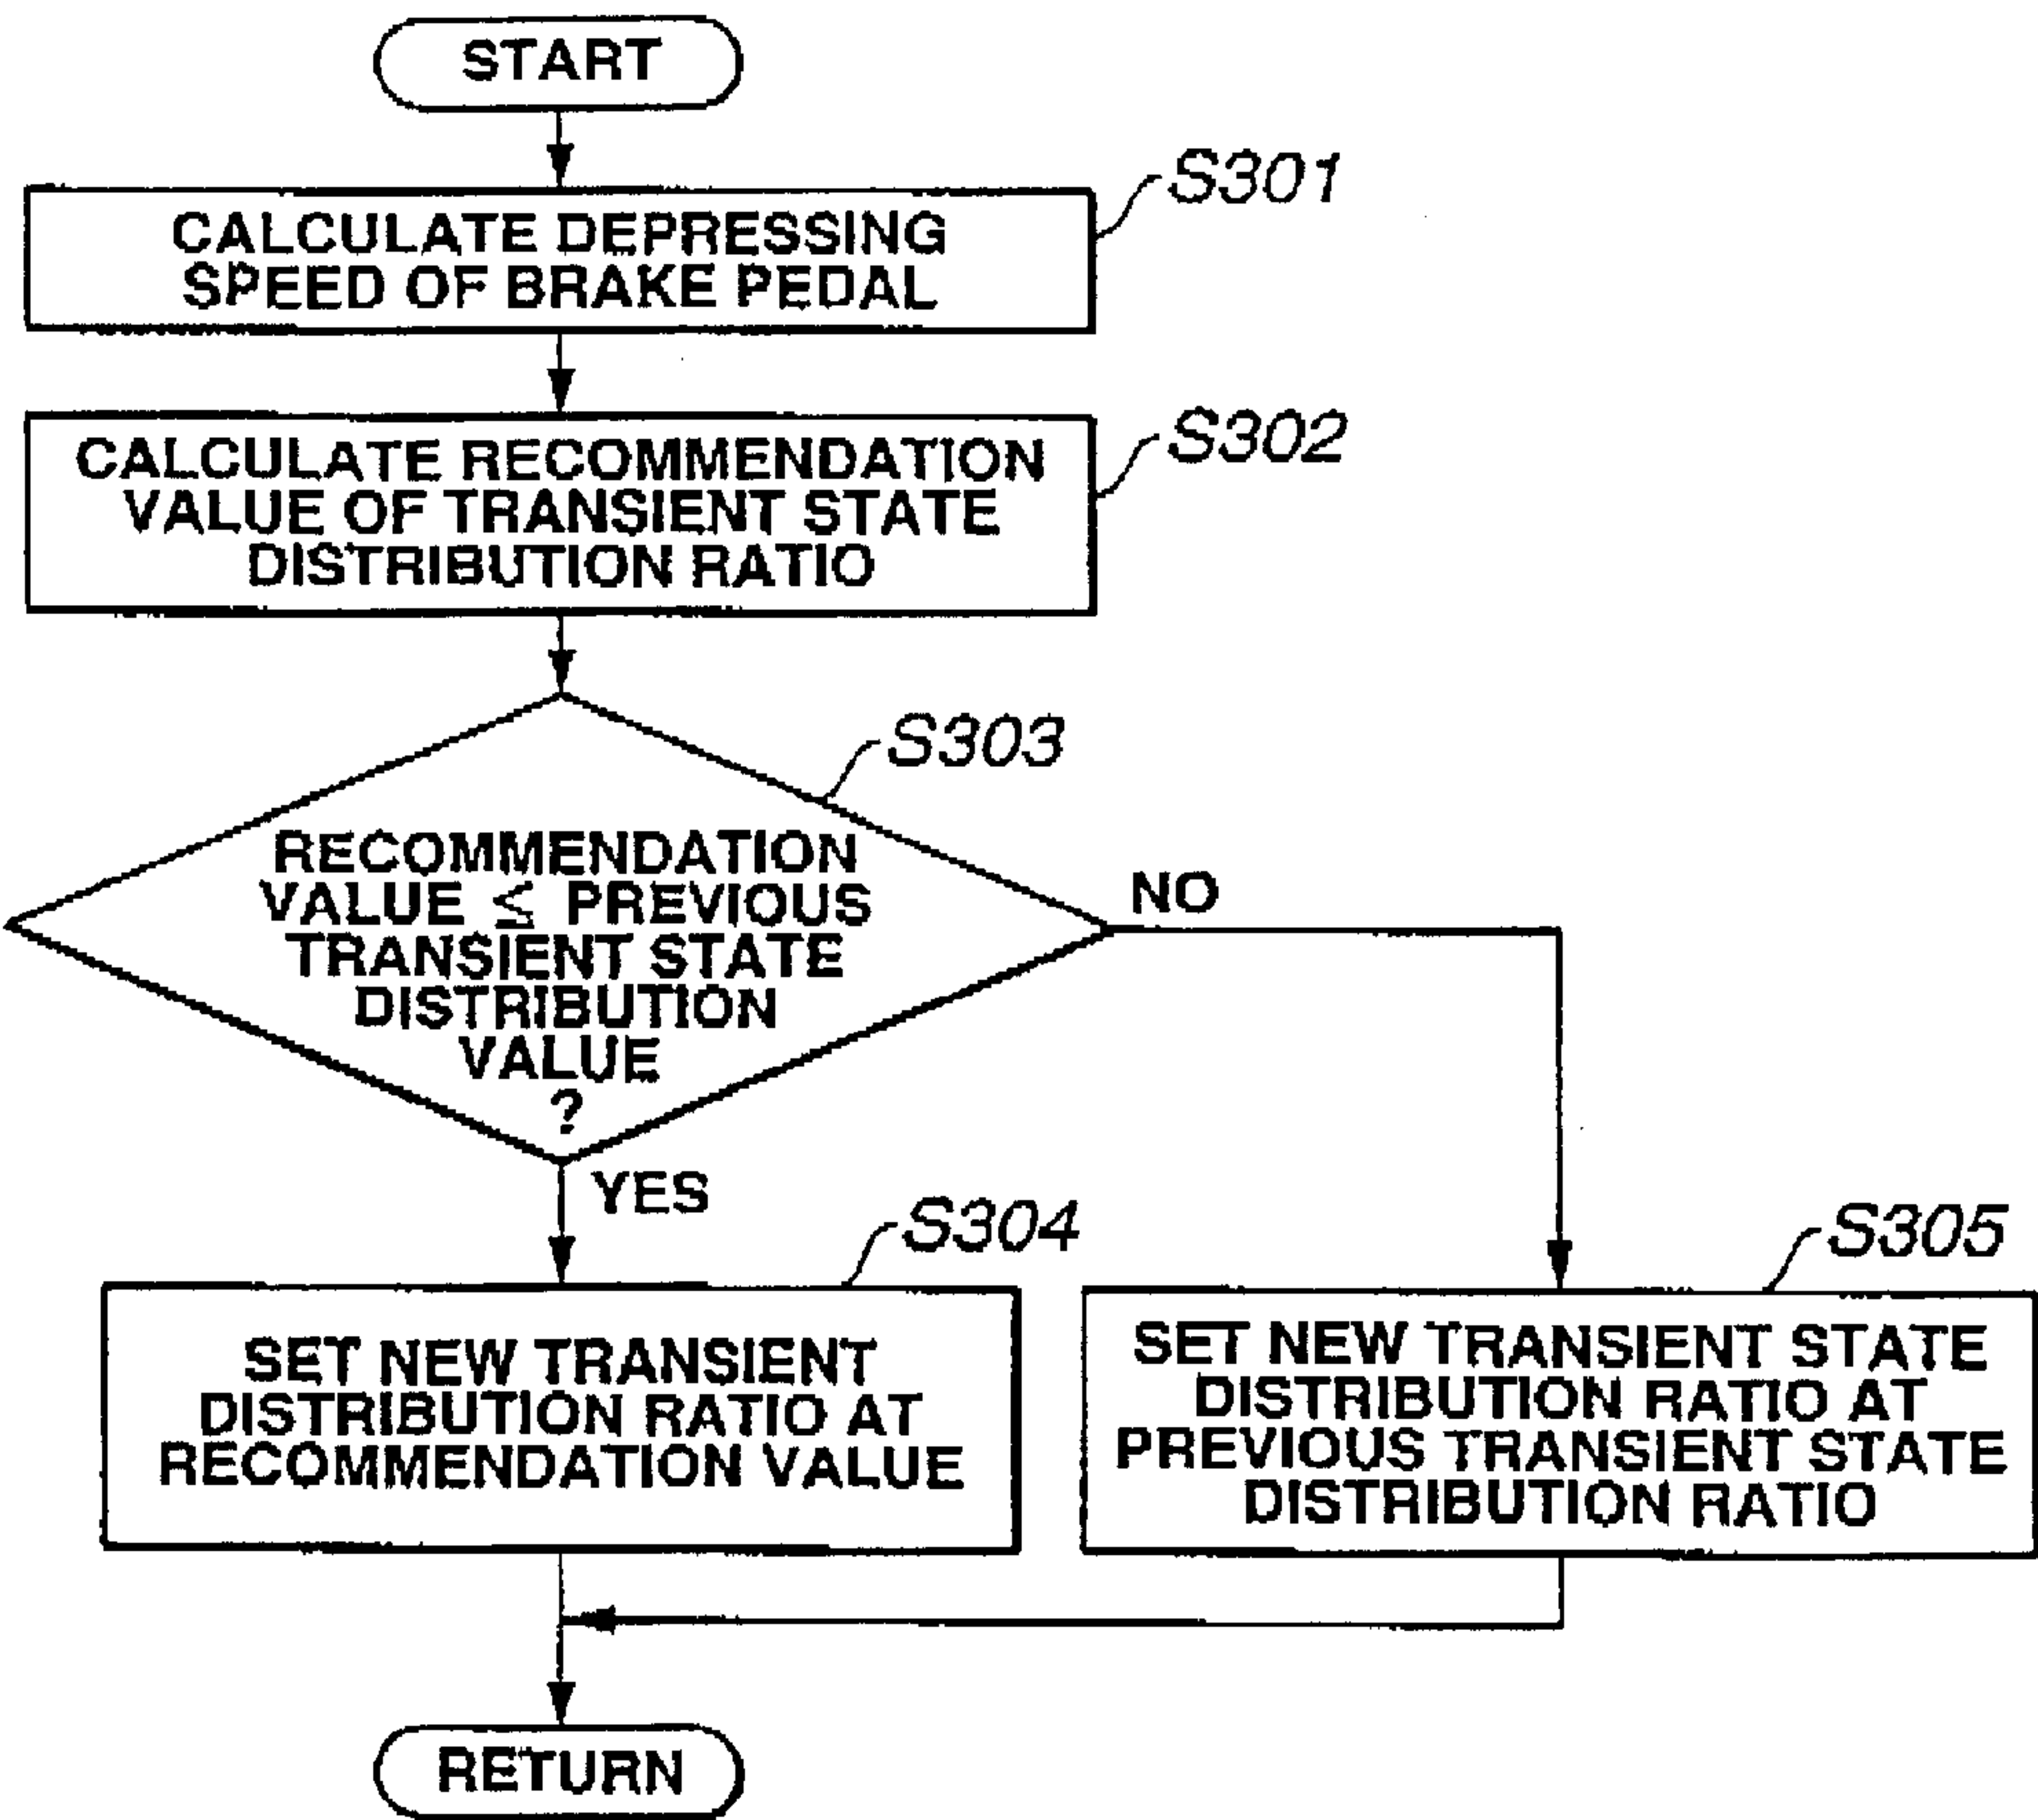 START
S301
CALCULATE DEPRESSING
SPEED OF BRAKE PEDAL
S302
CALCULATE RECOMMENDATION
VALUE OF TRANSIENT STATE
DISTRIBUTION RATIO
S303
RECOMMENDATION
VALUE ≦ PREVIOUS
TRANSIENT STATE
DISTRIBUTION
VALUE
?
NO
YES
S304
SET NEW TRANSIENT
DISTRIBUTION RATIO AT
RECOMMENDATION VALUE
S305
SET NEW TRANSIENT STATE
DISTRIBUTION RATIO AT
PREVIOUS TRANSIENT STATE
DISTRIBUTION RATIO
RETURN